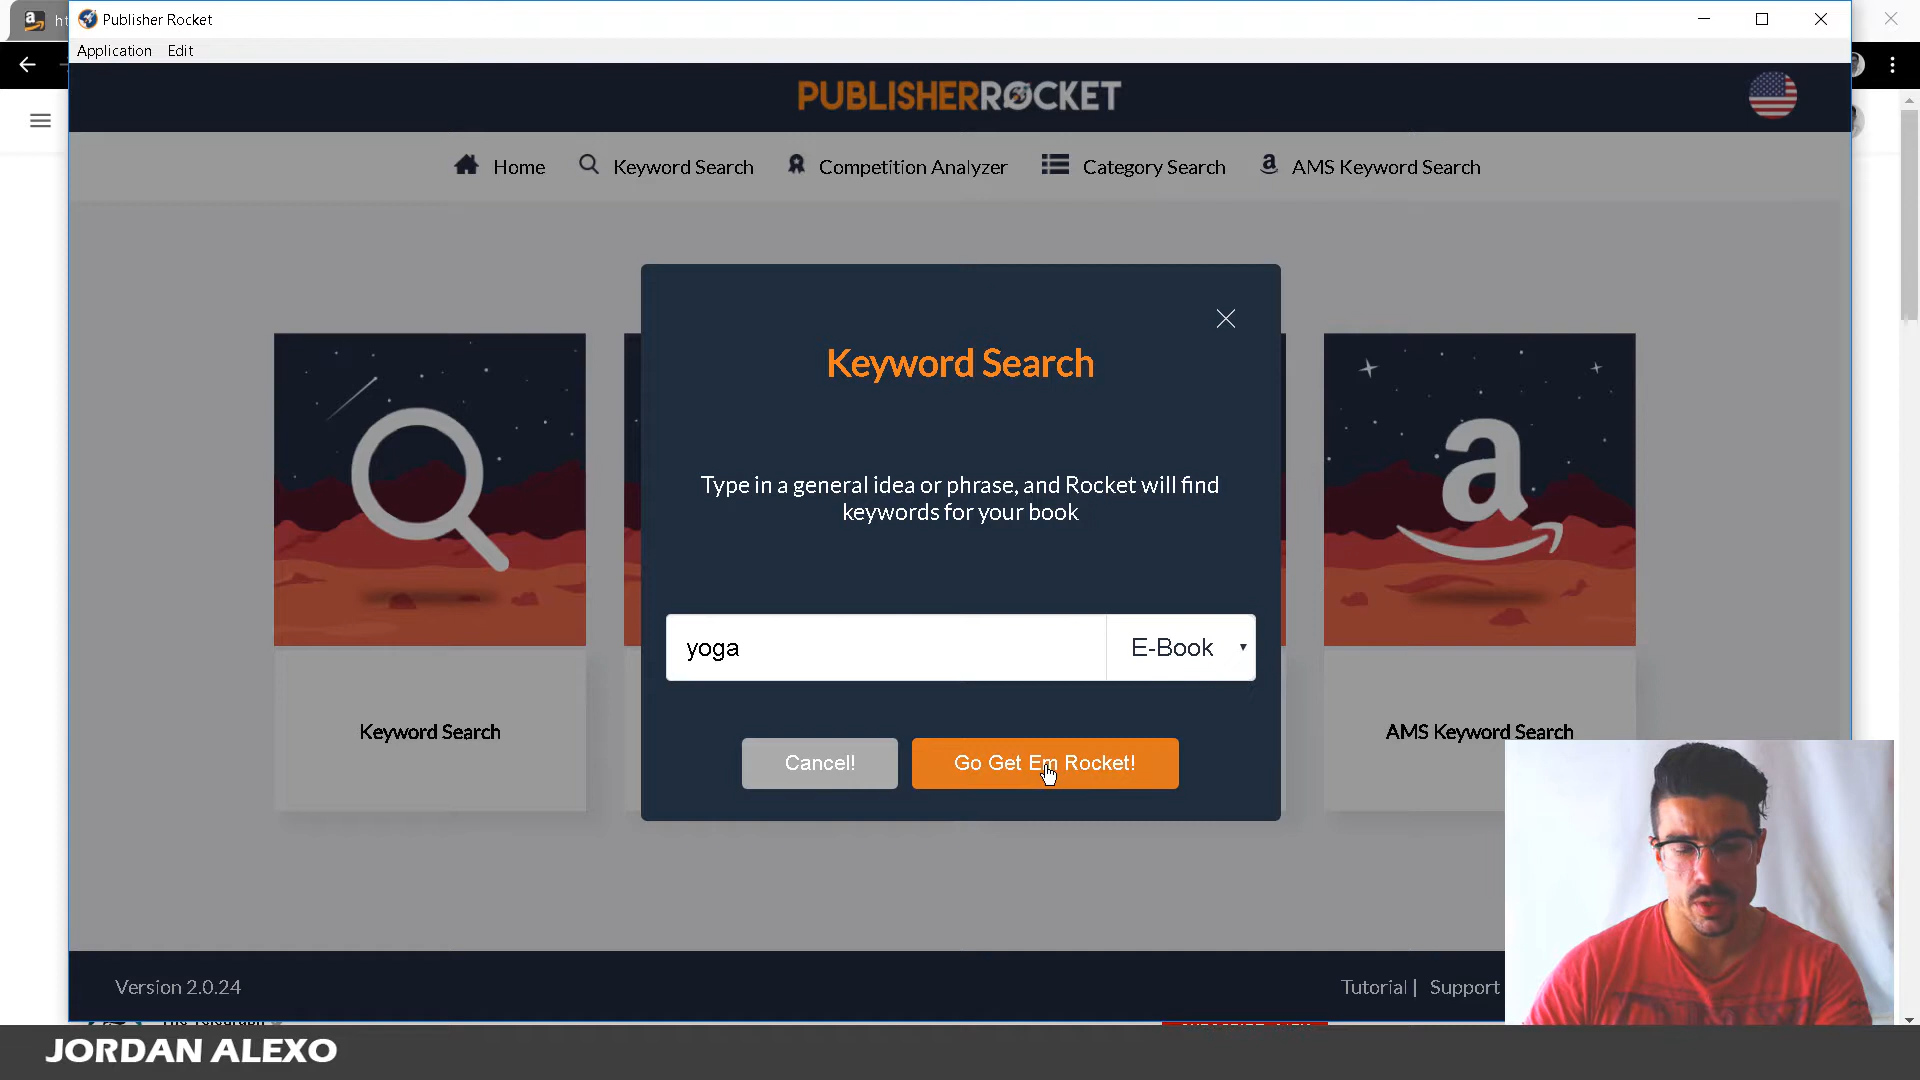 Publisher Rocket
Application Edit
PUBLISHERROCKET
Home Keyword Search Competition Analyzer Category Search AMS Keyword Search
Keyword Search
Type in a general idea or phrase, and Rocket will find
keywords for your book
yoga E-Book
Cancel! Go Get Em Rocket!
Keyword Search
AMS Keyword Search
Version 2.0.24
Tutorial | Support
JORDAN ALEXO